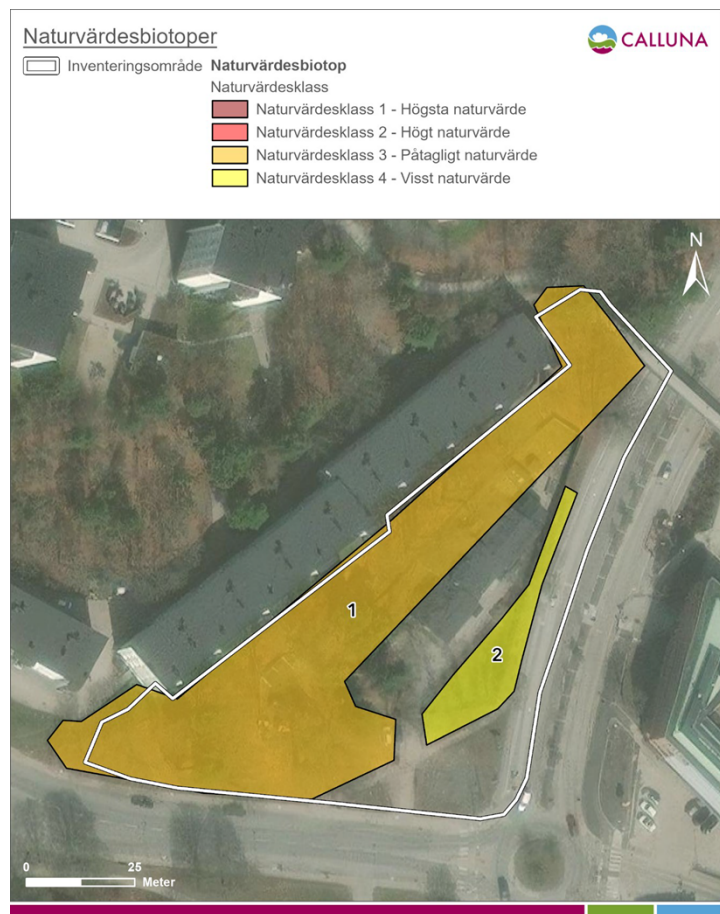 Naturvärdesbiotoper
CALLUNA
Inventeringsområde Naturvärdesbiotop
Naturvärdesklass
Naturvärdesklass 1 - Högsta naturvärde
Naturvärdesklass 2 - Högt naturvärde
Naturvärdesklass 3 - Påtagligt naturvärde
Naturvärdesklass 4 - Visst naturvärde
N
1
2
0 25
Meter